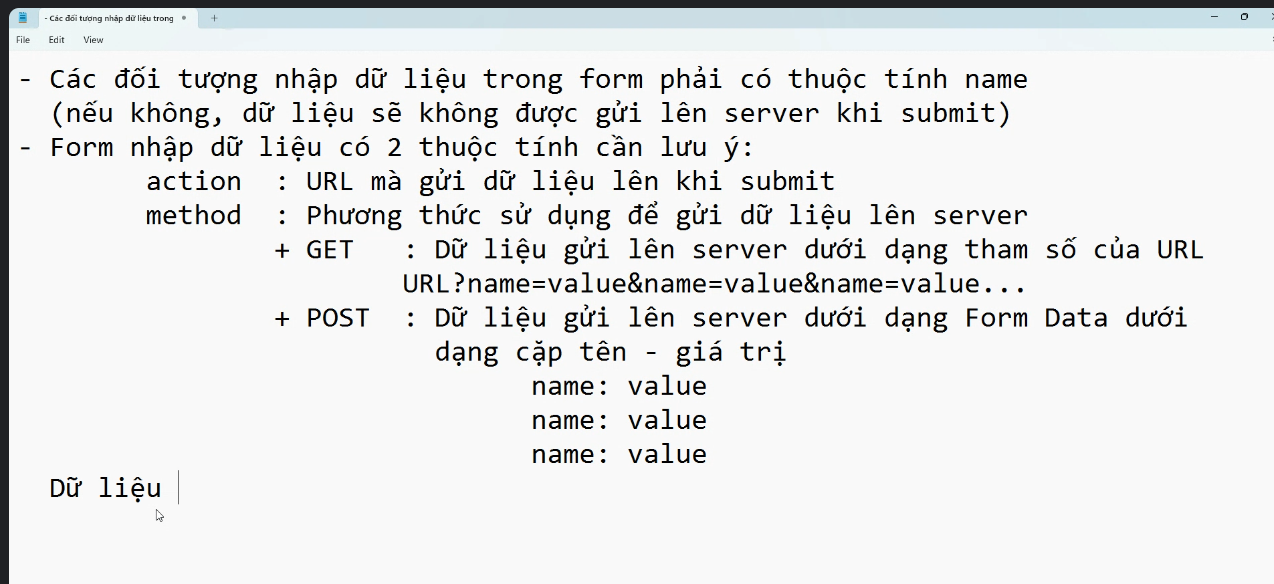 - Các đối tượng nhập dữ liệu trong
File Edit View
- Các đối tượng nhập dữ liệu trong form phải có thuộc tính name
(nếu không, dữ liệu sẽ không được gửi lên server khi submit)
- Form nhập dữ liệu có 2 thuộc tính cần lưu ý:
action : URL mà gửi dữ liệu lên khi submit
method : Phương thức sử dụng để gửi dữ liệu lên server
+ GET : Dữ liệu gửi lên server dưới dạng tham số của URL
URL?name=value&name=value&name=value...
+ POST : Dữ liệu gửi lên server dưới dạng Form Data dưới
dạng cặp tên - giá trị
name: value
name: value
name: value
Dữ liệu